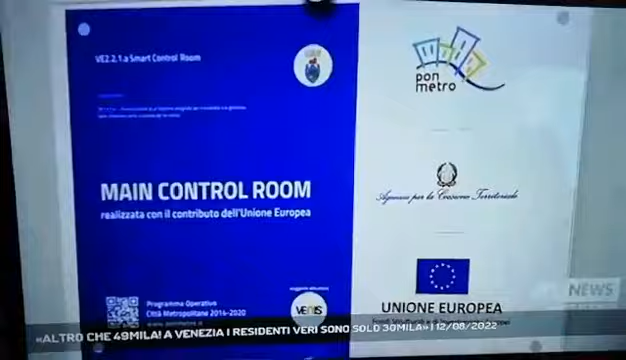 VE2.2.1.a Smart Control Room
MAIN CONTROL ROOM
realizzata con il contributo dell'Unione Europea
Programma Operativo
Città Metropolitane 2014-2020
VENIS
pon
metro
Agenzia per la Coesione Territoriale
UNIONE EUROPEA
NEWS
«ALTRO CHE 49MILA! A VENEZIA I RESIDENTI VERI SONO SOLO 30MILA» | 12/08/2022